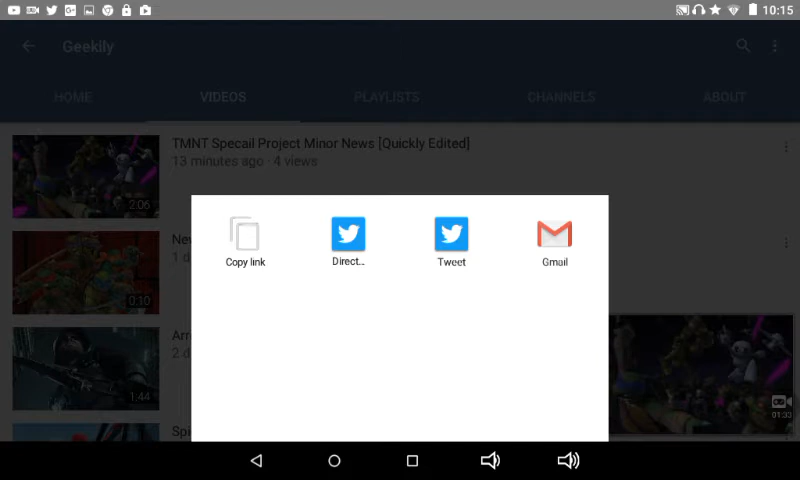 10:15
Geekily
HOME
VIDEOS
PLAYLISTS
CHANNELS
ABOUT
TMNT Specail Project Minor News [Quickly Edited]
13 minutes ago · 4 views
2:06
Copy link
Direct...
Tweet
Gmail
0:10
1:44
01:33